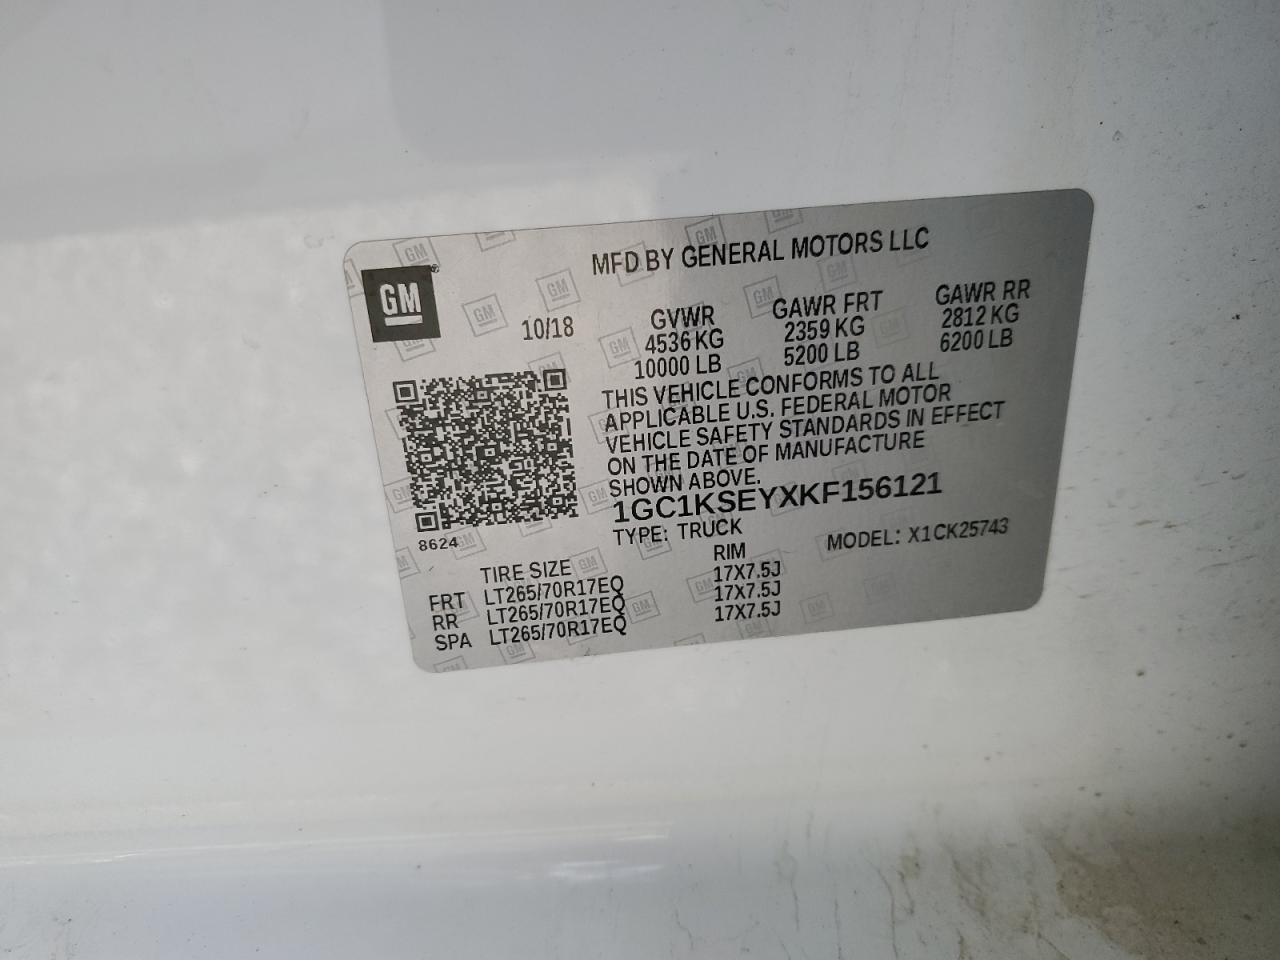 MFD BY GENERAL MOTORS LLC
GM
10/18
GVWR GAWR FRT GAWR RR
4536 KG 2359 KG 2812 KG
10000 LB 5200 LB 6200 LB
THIS VEHICLE CONFORMS TO ALL
APPLICABLE U.S. FEDERAL MOTOR
VEHICLE SAFETY STANDARDS IN EFFECT
ON THE DATE OF MANUFACTURE
SHOWN ABOVE.
1GC1KSEYXKF156121
8624
TYPE: TRUCK MODEL: X1CK25743
TIRE SIZE RIM
FRT LT265/70R17EQ 17X7.5J
RR LT265/70R17EQ 17X7.5J
SPA LT265/70R17EQ 17X7.5J